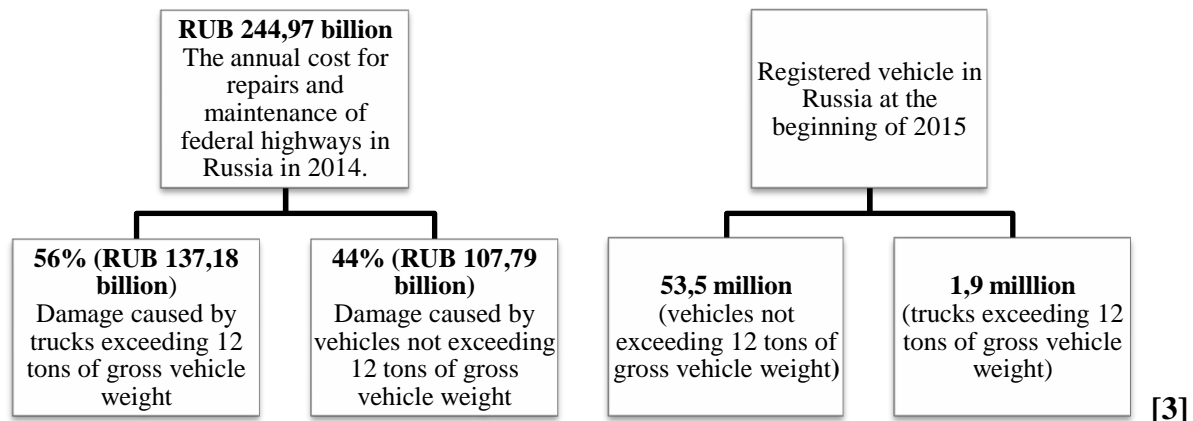 RUB 244,97 billion
The annual cost for
repairs and
maintenance of
federal highways in
Russia in 2014.
56% (RUB 137,18
billion)
Damage caused by
trucks exceeding 12
tons of gross vehicle
weight
44% (RUB 107,79
billion)
Damage caused by
vehicles not exceeding
12 tons of gross
vehicle weight
Registered vehicle in
Russia at the
beginning of 2015
53,5 million
(vehicles not
exceeding 12 tons of
gross vehicle weight)
1,9 milllion
(trucks exceeding 12
tons of gross vehicle
weight)
[3]